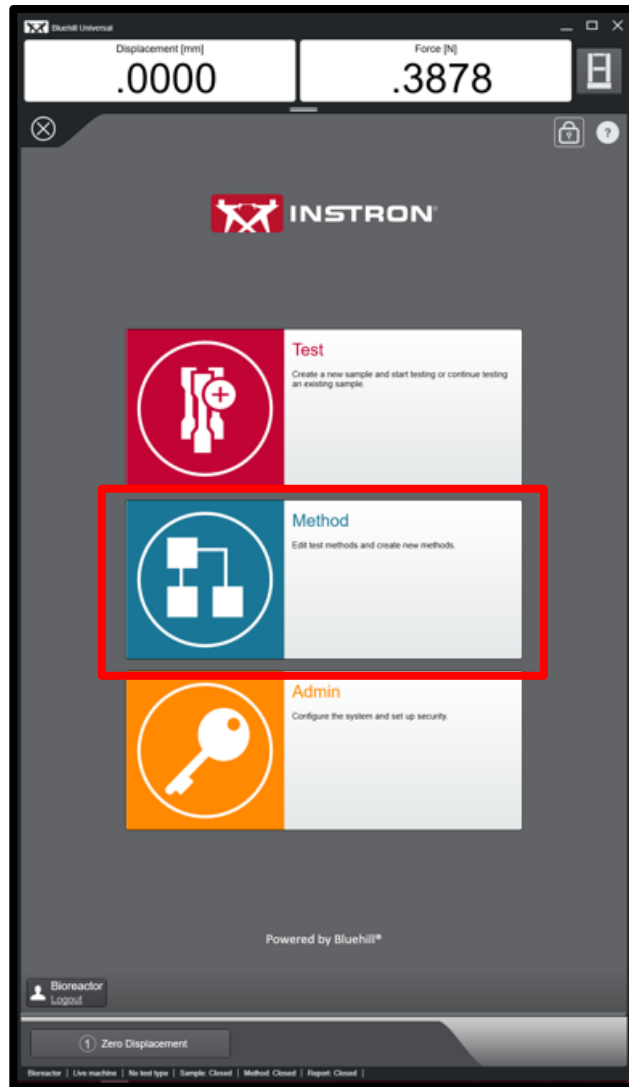 Bluehill Universal
Displacement [mm]
.0000
Force [N]
.3878
?
INSTRON®
Test
Create a new sample and start testing or continue testing
an existing sample.
Method
Edit test methods and create new methods.
Admin
Configure the system and set up security.
Powered by Bluehill®
Bioreactor
Logout
1 Zero Displacement
Bioreactor | Live machine | No test type | Sample: Closed | Method: Closed | Report: Closed |